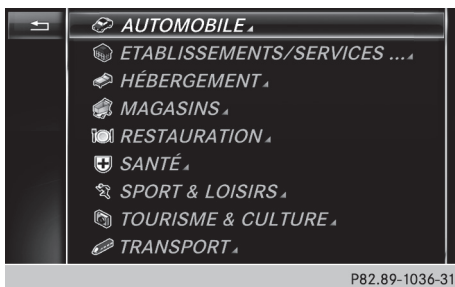 AUTOMOBILE
ETABLISSEMENTS/SERVICES ...
HÉBERGEMENT
MAGASINS
RESTAURATION
SANTÉ
SPORT & LOISIRS
TOURISME & CULTURE
TRANSPORT
P82.89-1036-31